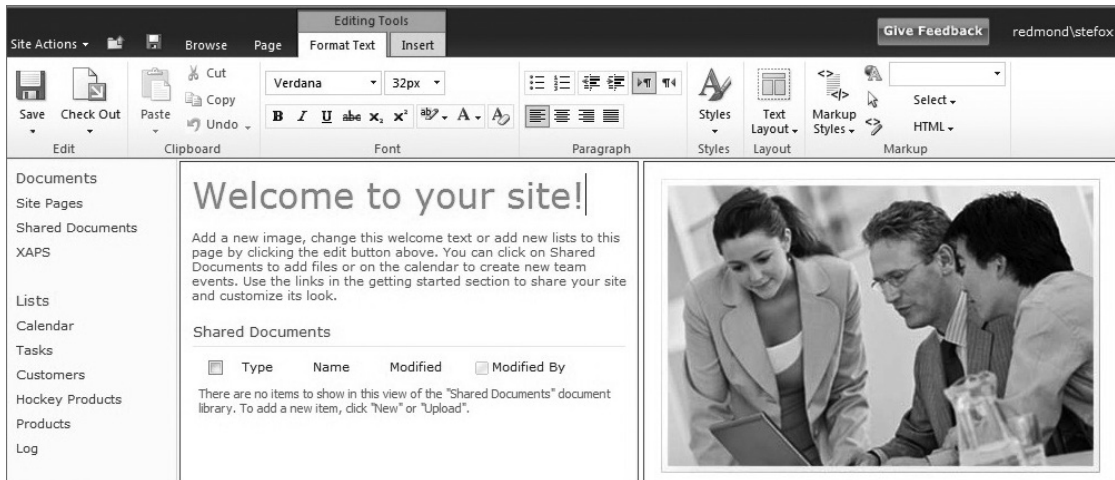 Editing Tools
Site Actions Browse Page Format Text Insert Give Feedback redmond\stefox
Save Check Out Paste Cut Copy Undo Verdana 32px B I U abc x₂ x² ab A A Styles Text Layout Markup Styles Select HTML
Edit Clipboard Font Paragraph Styles Layout Markup
Documents
Site Pages
Shared Documents
XAPS
Lists
Calendar
Tasks
Customers
Hockey Products
Products
Log
Welcome to your site!
Add a new image, change this welcome text or add new lists to this
page by clicking the edit button above. You can click on Shared
Documents to add files or on the calendar to create new team
events. Use the links in the getting started section to share your site
and customize its look.
Shared Documents
Type Name Modified Modified By
There are no items to show in this view of the "Shared Documents" document
library. To add a new item, click "New" or "Upload".